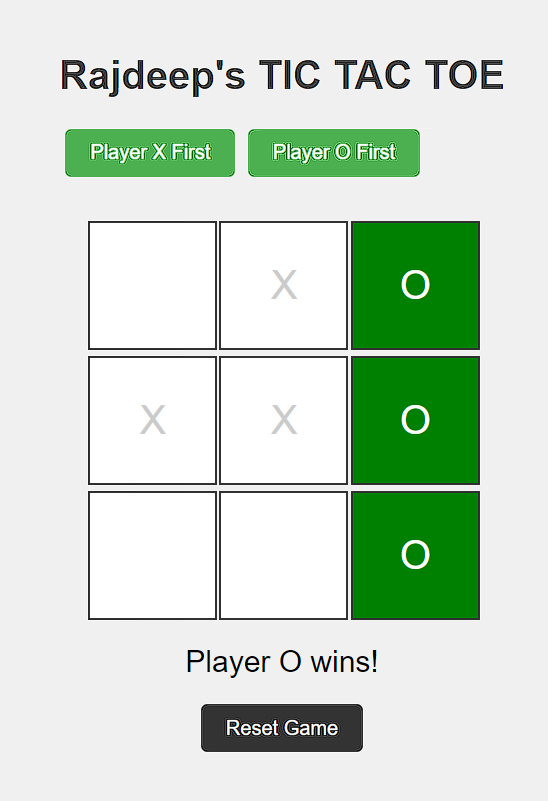 Rajdeep's TIC TAC TOE
Player X First Player O First
X O
X X O
O
Player O wins!
Reset Game